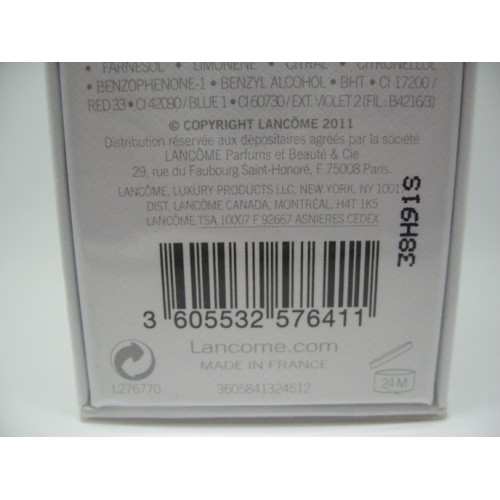 • FARNESOL • LIMONENE • CITRAL • CITRONELLOL
• BENZOPHENONE-1 • BENZYL ALCOHOL • BHT • CI 17200/
RED 33 • CI 42090/BLUE 1 • CI 60730/EXT. VIOLET 2 (FIL : B4216/3)
© COPYRIGHT LANCÔME 2011
Distribution réservée aux dépositaires agréés par la société
LANCÔME Parfums et Beauté & Cie.
29, rue du Faubourg Saint-Honoré, F 75008 Paris.
LANCÔME, LUXURY PRODUCTS LLC, NEW YORK, NY 10017
DIST. LANCÔME CANADA, MONTRÉAL, H4T 1K5
LANCÔME TSA 10007 F 92667 ASNIERES CEDEX
38H91S
3 605532 576411
Lancome.com
MADE IN FRANCE
L276770
3605841324512
24M